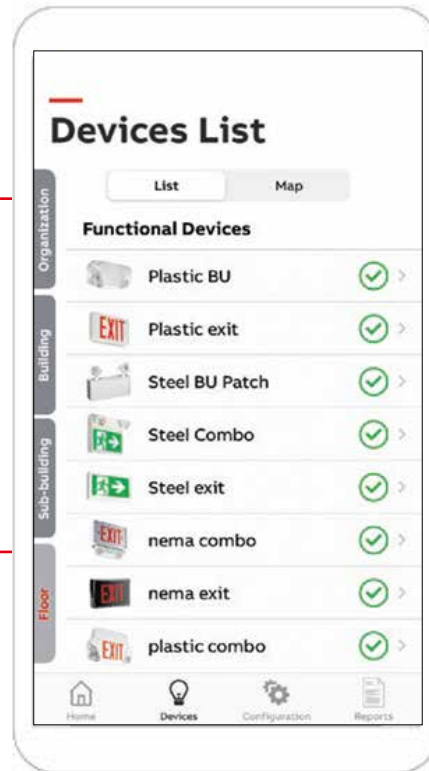 Devices List
List Map
Organization
Building
Sub-building
Floor
Functional Devices
Plastic BU
EXIT Plastic exit
Steel BU Patch
Steel Combo
Steel exit
EXIT nema combo
EXIT nema exit
EXIT plastic combo
Home Devices Configuration Reports